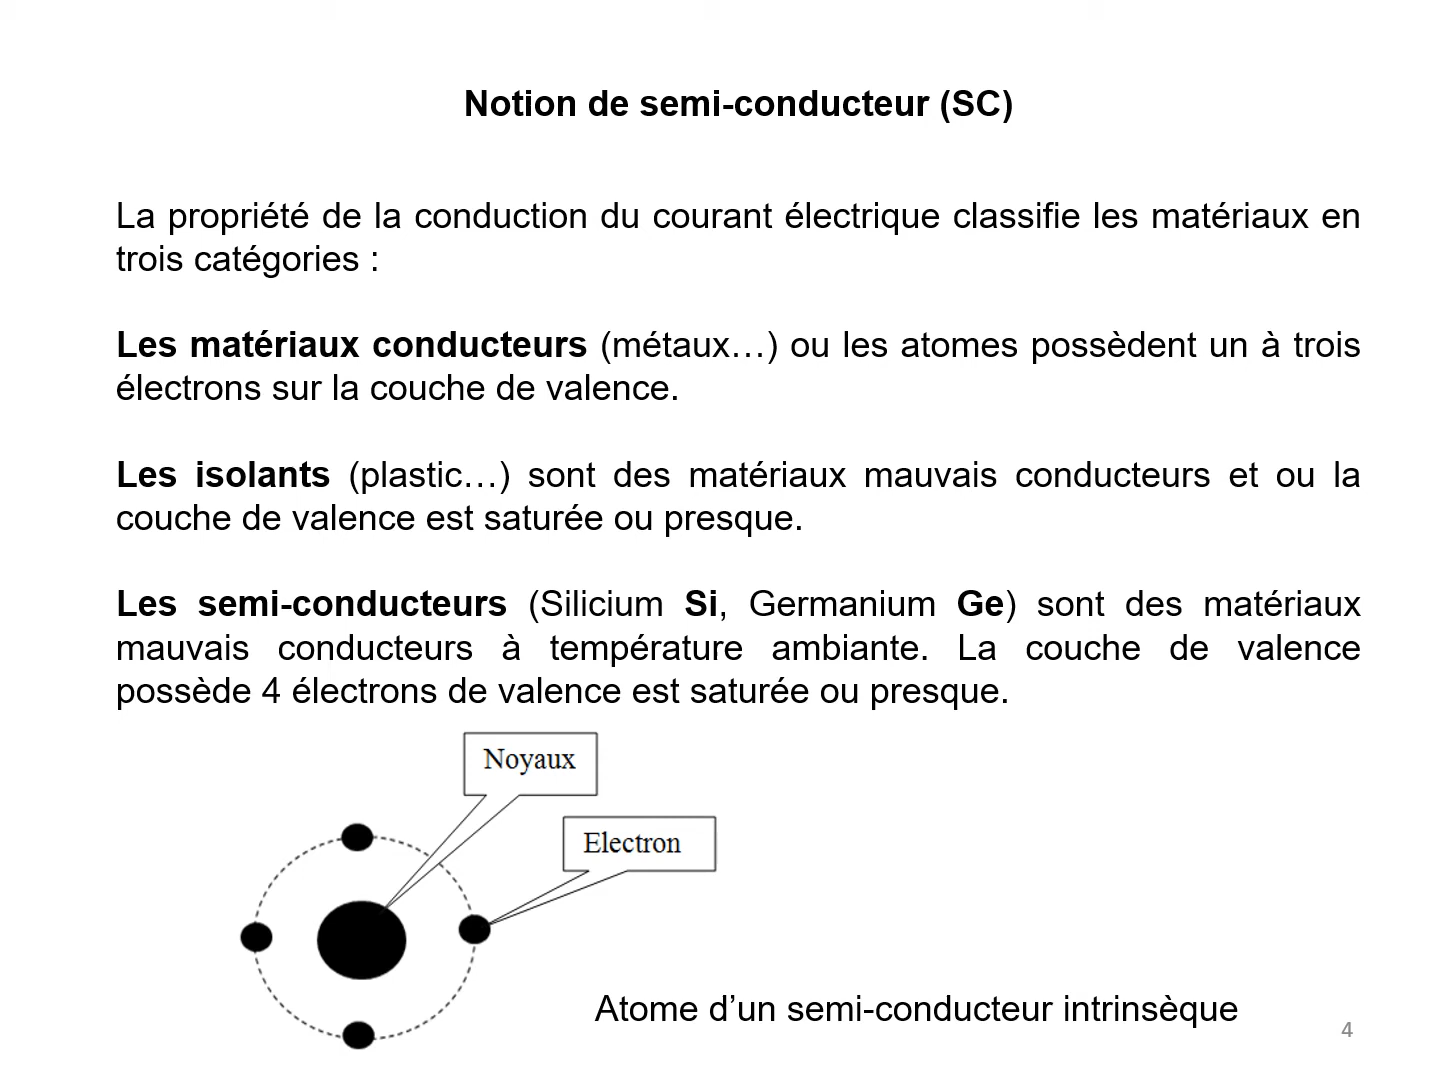 Notion de semi-conducteur (SC)
La propriété de la conduction du courant électrique classifie les matériaux en
trois catégories :
Les matériaux conducteurs (métaux…) ou les atomes possèdent un à trois
électrons sur la couche de valence.
Les isolants (plastic…) sont des matériaux mauvais conducteurs et ou la
couche de valence est saturée ou presque.
Les semi-conducteurs (Silicium Si, Germanium Ge) sont des matériaux
mauvais conducteurs à température ambiante. La couche de valence
possède 4 électrons de valence est saturée ou presque.
Noyaux
Electron
Atome d’un semi-conducteur intrinsèque
4